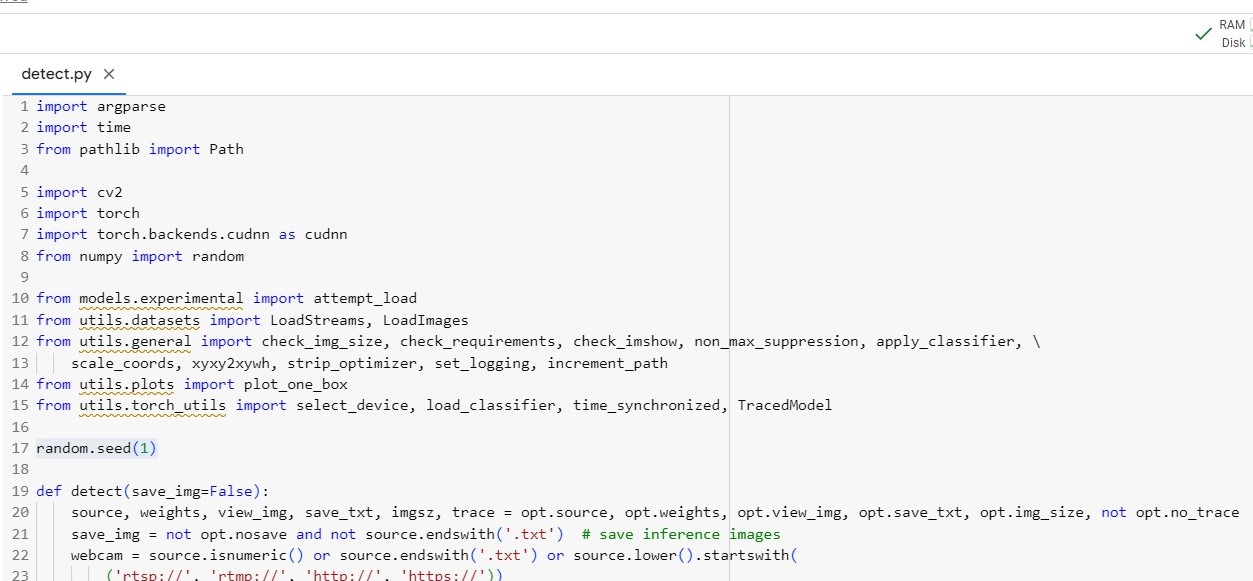 RAM
Disk
detect.py ×
1 import argparse
2 import time
3 from pathlib import Path
4
5 import cv2
6 import torch
7 import torch.backends.cudnn as cudnn
8 from numpy import random
9
10 from models.experimental import attempt_load
11 from utils.datasets import LoadStreams, LoadImages
12 from utils.general import check_img_size, check_requirements, check_imshow, non_max_suppression, apply_classifier, \
13     scale_coords, xyxy2xywh, strip_optimizer, set_logging, increment_path
14 from utils.plots import plot_one_box
15 from utils.torch_utils import select_device, load_classifier, time_synchronized, TracedModel
16
17 random.seed(1)
18
19 def detect(save_img=False):
20     source, weights, view_img, save_txt, imgsz, trace = opt.source, opt.weights, opt.view_img, opt.save_txt, opt.img_size, not opt.no_trace
21     save_img = not opt.nosave and not source.endswith('.txt')  # save inference images
22     webcam = source.isnumeric() or source.endswith('.txt') or source.lower().startswith(
23         ('rtsp://', 'rtmp://', 'http://', 'https://'))